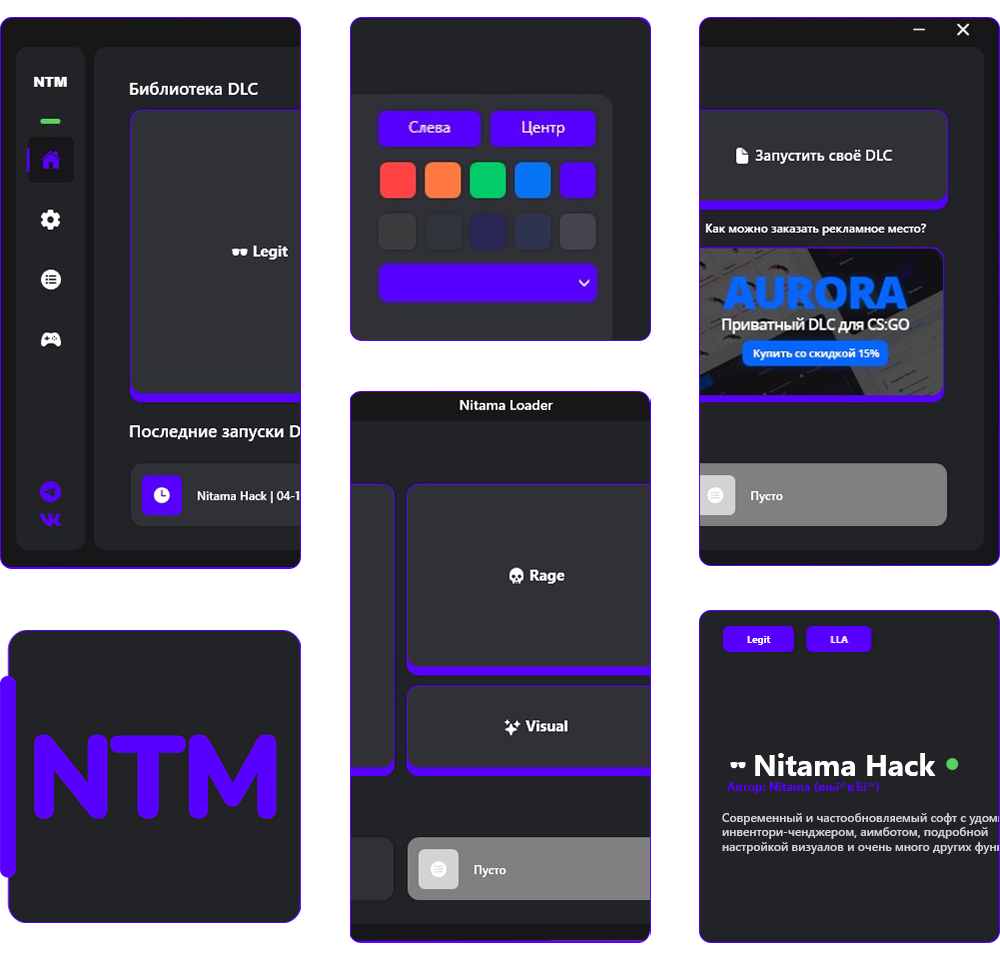 NTM
Библиотека DLC
Legit
Последние запуски D
Nitama Hack | 04-1
Слева
Центр
Запустить своё DLC
Как можно заказать рекламное место?
AURORA
Приватный DLC для CS:GO
Купить со скидкой 15%
Пусто
Nitama Loader
Rage
Visual
Пусто
NTM
Legit
LLA
Nitama Hack
Автор: Nitama
Современный и частообновляемый софт с удом
инвентори-ченджером, аимботом, подробной
настройкой визуалов и очень много других фун